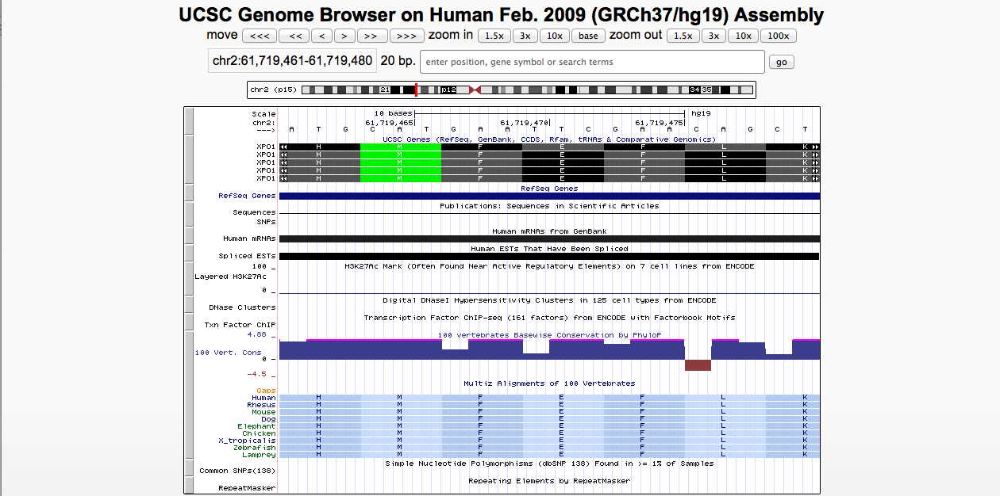 UCSC Genome Browser on Human Feb. 2009 (GRCh37/hg19) Assembly
move <<< << < > >> >>> zoom in 1.5x 3x 10x base zoom out 1.5x 3x 10x 100x
chr2:61,719,461-61,719,480 20 bp. enter position, gene symbol or search terms go
chr2 (p15) 21 p12 34 35
Scale 10 bases hg19
chr2: 61,719,465 61,719,470 61,719,475
---> A T G C A T G A A T T C G A A C A G C T
UCSC Genes (RefSeq, GenBank, CCDS, Rfam, tRNAs & Comparative Genomics)
XPO1 H M F E F L K
XPO1 H M F E F L K
XPO1 H M F E F L K
XPO1 H M F E F L K
XPO1 H M F E F L K
RefSeq Genes
RefSeq Genes
Publications: Sequences in Scientific Articles
Sequences
SNPs
Human mRNAs from GenBank
Human mRNAs
Human ESTs That Have Been Spliced
Spliced ESTs
H3K27Ac Mark (Often Found Near Active Regulatory Elements) on 7 cell lines from ENCODE
100 _
Layered H3K27Ac
0 _
Digital DNaseI Hypersensitivity Clusters in 125 cell types from ENCODE
DNase Clusters
Transcription Factor ChIP-seq (161 factors) from ENCODE with Factorbook Motifs
Txn Factor ChIP
100 vertebrates Basewise Conservation by PhyloP
4.88 _
100 Vert. Cons
0 -
-4.5 _
Multiz Alignments of 100 Vertebrates
Gaps
Human H M F E F L K
Rhesus H M F E F L K
Mouse H M F E F L K
Dog H M F E F L K
Elephant H M F E F L K
Chicken H M F E F L K
X_tropicalis H M F E F L K
Zebrafish H M F E F L K
Lamprey H M F E F L K
Simple Nucleotide Polymorphisms (dbSNP 138) Found in >= 1% of Samples
Common SNPs(138)
Repeating Elements by RepeatMasker
RepeatMasker